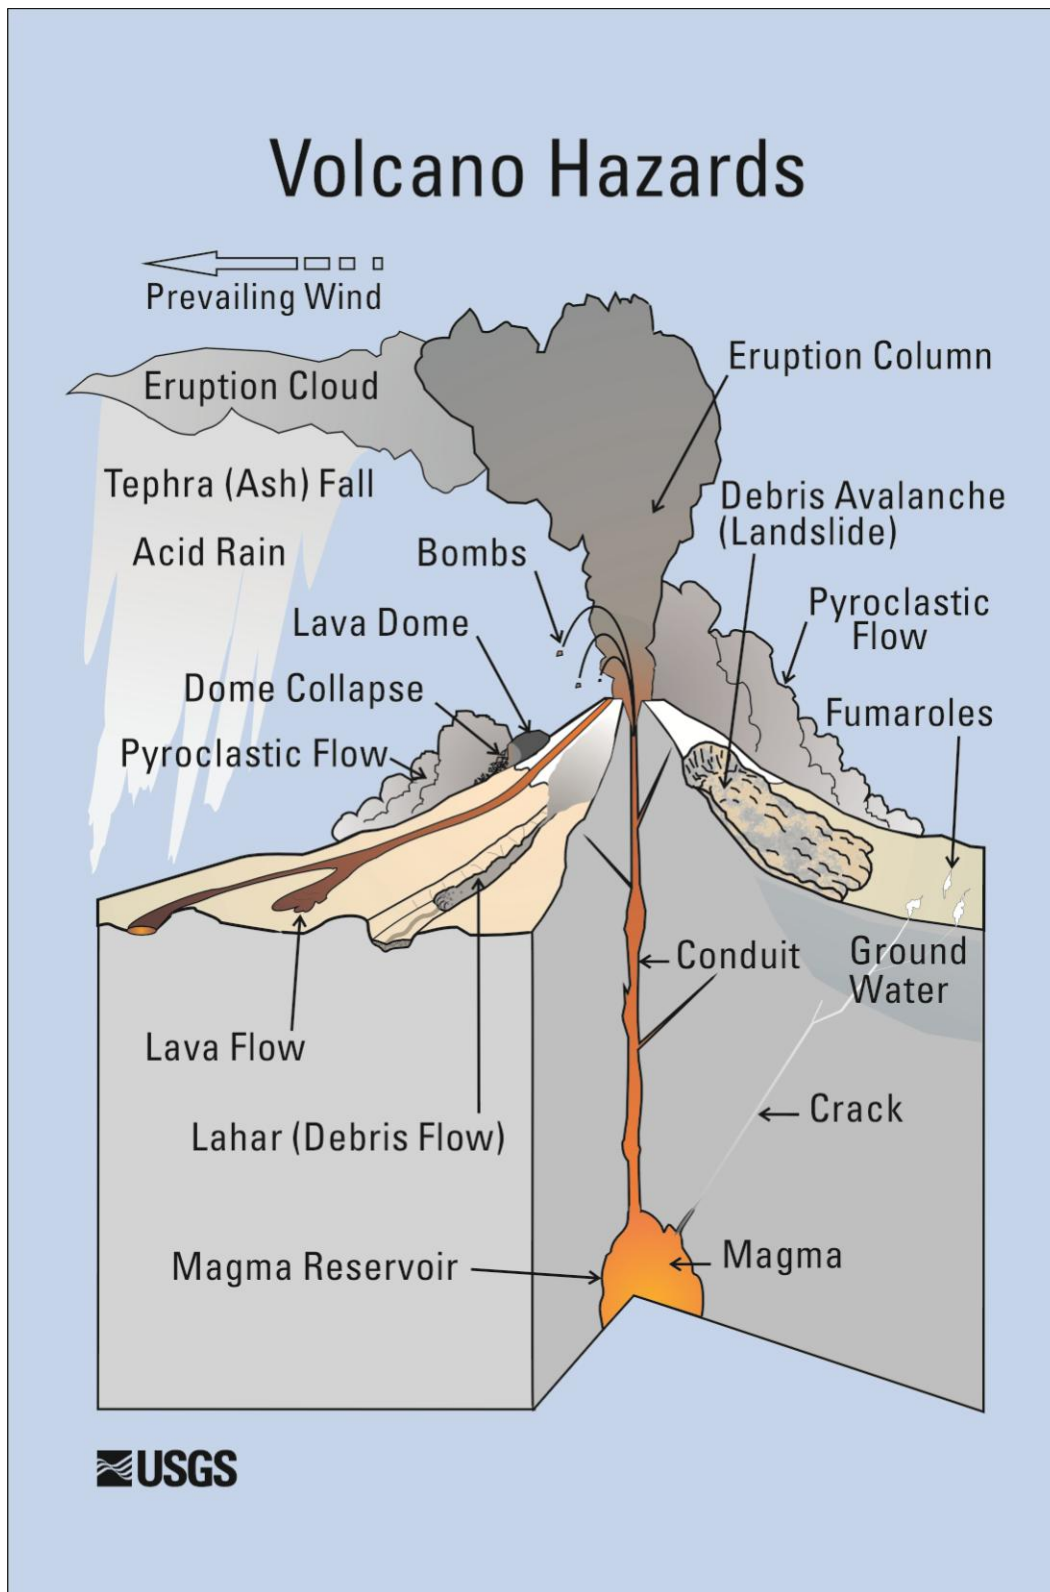 Volcano Hazards
Prevailing Wind
Eruption Cloud
Eruption Column
Tephra (Ash) Fall
Debris Avalanche
(Landslide)
Acid Rain
Bombs
Pyroclastic
Flow
Lava Dome
Dome Collapse
Fumaroles
Pyroclastic Flow
Conduit
Ground
Water
Lava Flow
Crack
Lahar (Debris Flow)
Magma Reservoir
Magma
USGS